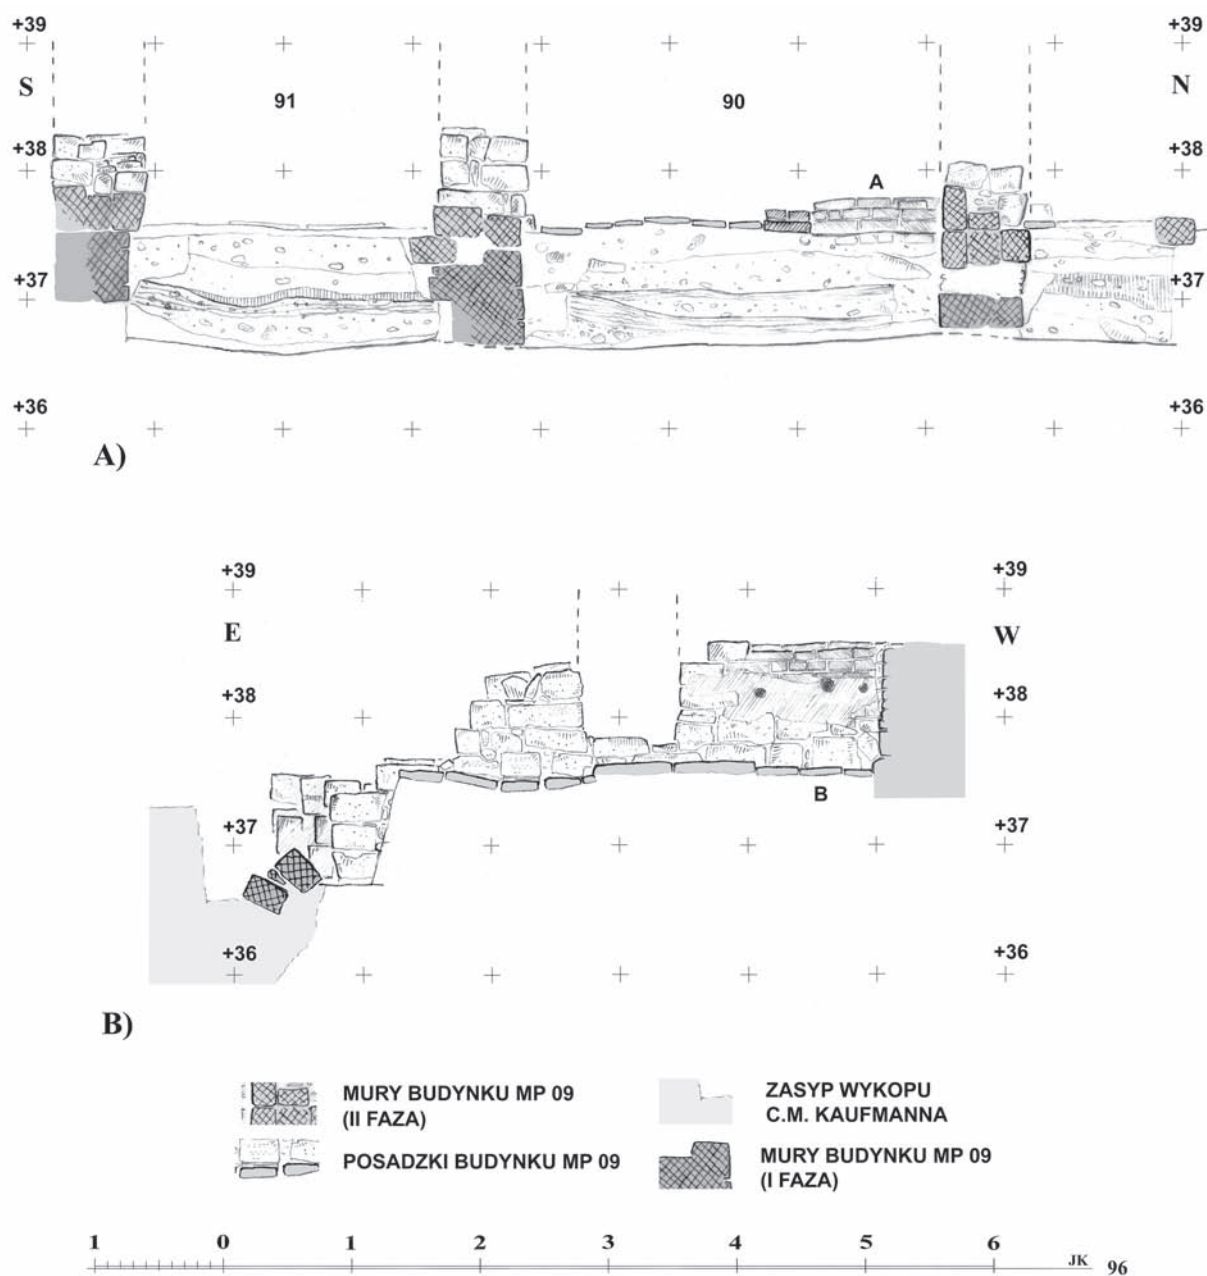 +39 +39
S 91 90 N
+38 +38
A
+37 +37
+36 +36
A)
+39 +39
E W
+38 +38
B
+37 +37
+36 +36
B)
MURY BUDYNKU MP 09
(II FAZA)
POSADZKI BUDYNKU MP 09
ZASYP WYKOPU
C.M. KAUFMANNA
MURY BUDYNKU MP 09
(I FAZA)
1 0 1 2 3 4 5 6
JK 96